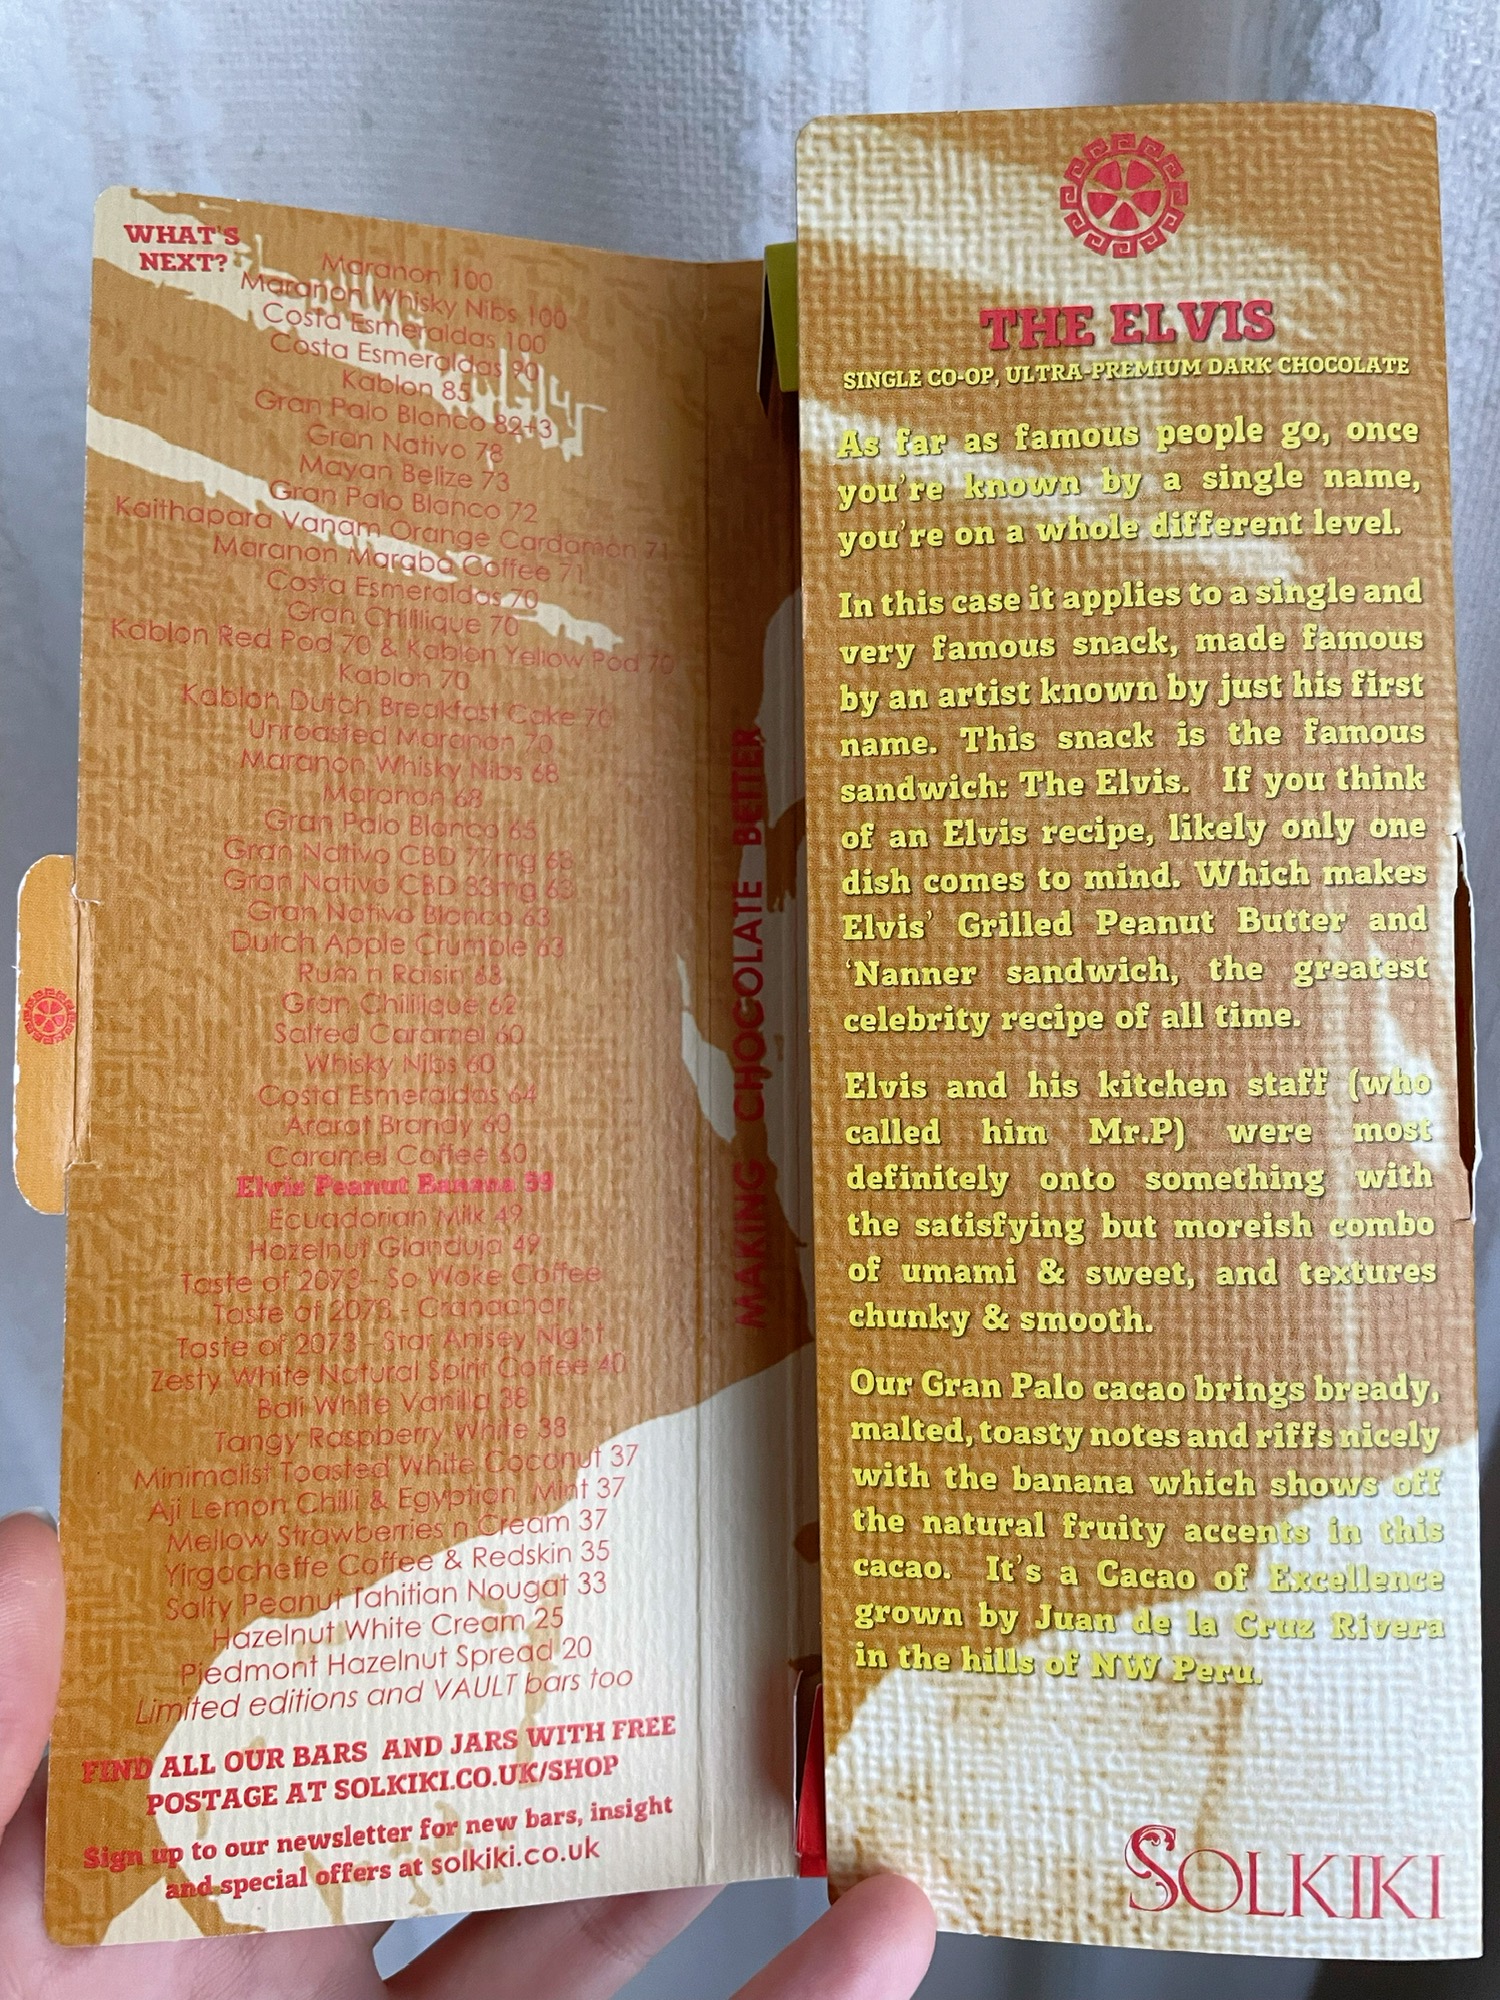 WHAT'S
NEXT?
Maranon 100
Maranon Whisky Nibs 100
Costa Esmeraldas 100
Costa Esmeraldas 90
Kablon 85
Gran Palo Blanco 82+3
Gran Nativo 78
Mayan Belize 73
Gran Palo Blanco 72
Kaithapara Vanam Orange Cardamon 71
Maranon Maraba Coffee 71
Costa Esmeraldas 70
Gran Chililique 70
Kablon Red Pod 70 & Kablon Yellow Pod 70
Kablon 70
Kablon Dutch Breakfast Cake 70
Unroasted Maranon 70
Maranon Whisky Nibs 68
Maranon 68
Gran Palo Blanco 65
Gran Nativo CBD 77mg 63
Gran Nativo CBD 33mg 63
Gran Nativo Blanco 63
Dutch Apple Crumble 63
Rum n Raisin 63
Gran Chililique 62
Salted Caramel 60
Whisky Nibs 60
Costa Esmeraldas 64
Ararat Brandy 60
Caramel Coffee 60
Elvis Peanut Banana 59
Ecuadorian Milk 49
Hazelnut Gianduja 49
Taste of 2073 - So Woke Coffee
Taste of 2073 - Cranachan
Taste of 2073 - Star Anisey Night
Zesty White Natural Spirit Coffee 40
Bali White Vanilla 38
Tangy Raspberry White 38
Minimalist Toasted White Coconut 37
Aji Lemon Chilli & Egyptian Mint 37
Mellow Strawberries n Cream 37
Yirgacheffe Coffee & Redskin 35
Salty Peanut Tahitian Nougat 33
Hazelnut White Cream 25
Piedmont Hazelnut Spread 20
Limited editions and VAULT bars too
FIND ALL OUR BARS AND JARS WITH FREE
POSTAGE AT SOLKIKI.CO.UK/SHOP
Sign up to our newsletter for new bars, insight
and special offers at solkiki.co.uk
MAKING CHOCOLATE BETTER
THE ELVIS
SINGLE CO-OP, ULTRA-PREMIUM DARK CHOCOLATE
As far as famous people go, once
you're known by a single name,
you're on a whole different level.
In this case it applies to a single and
very famous snack, made famous
by an artist known by just his first
name. This snack is the famous
sandwich: The Elvis. If you think
of an Elvis recipe, likely only one
dish comes to mind. Which makes
Elvis' Grilled Peanut Butter and
'Nanner sandwich, the greatest
celebrity recipe of all time.
Elvis and his kitchen staff (who
called him Mr.P) were most
definitely onto something with
the satisfying but moreish combo
of umami & sweet, and textures
chunky & smooth.
Our Gran Palo cacao brings bready,
malted, toasty notes and riffs nicely
with the banana which shows off
the natural fruity accents in this
cacao. It's a Cacao of Excellence
grown by Juan de la Cruz Rivera
in the hills of NW Peru.
SOLKIKI